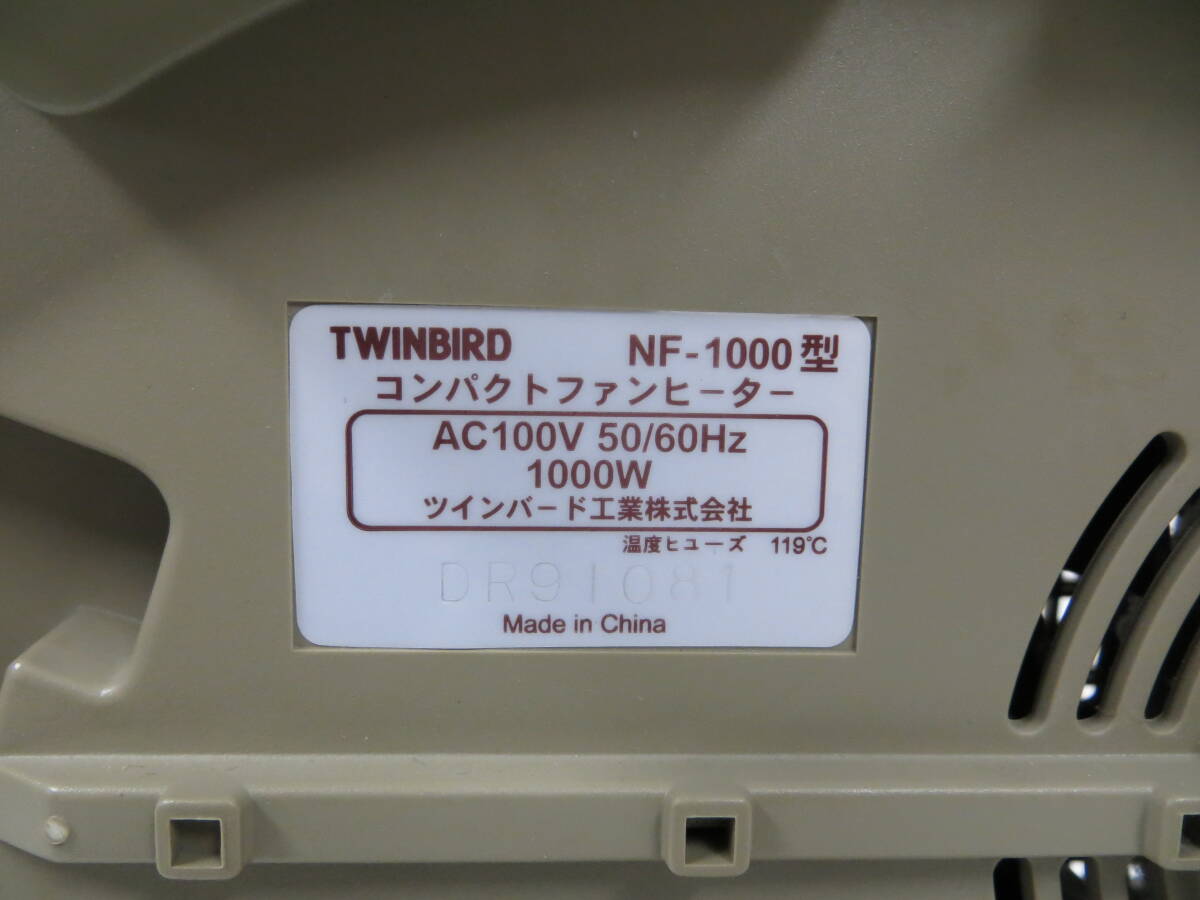 TWINBIRD NF-1000型
コンパクトファンヒーター
AC100V 50/60Hz
1000W
ツインバード工業株式会社
温度ヒューズ 119℃
DR91081
Made in China